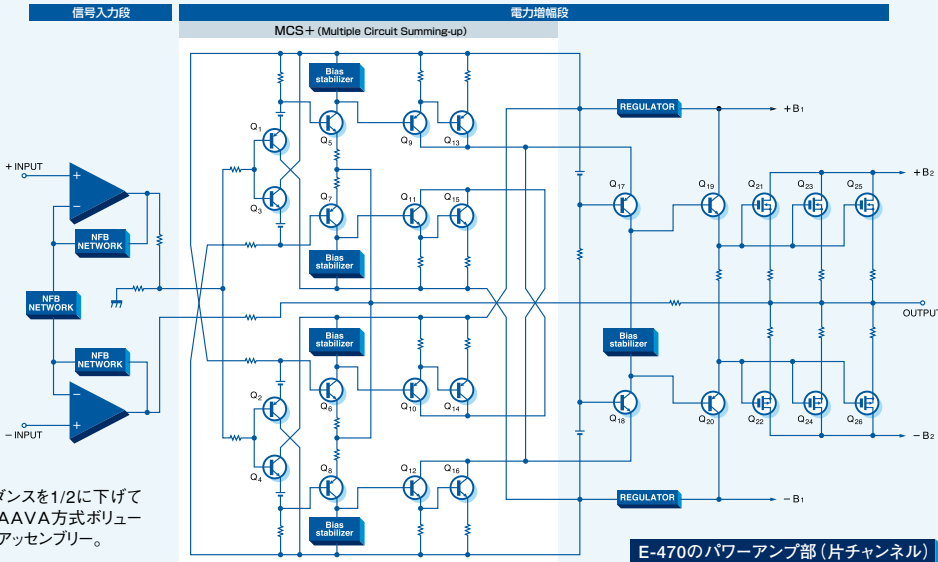 信号入力段
電力増幅段
MCS+ (Multiple Circuit Summing-up)
Bias
stabilizer
REGULATOR
+B1
Q1
Q5
Q9
Q13
+ INPUT
+
−
Q3
Q7
Q11
Q15
Q17
Q19
Q21
Q23
Q25
+B2
NFB
NETWORK
Bias
stabilizer
NFB
NETWORK
OUTPUT
NFB
NETWORK
Bias
stabilizer
Bias
stabilizer
−
+
Q2
Q6
Q10
Q14
Q18
Q20
Q22
Q24
Q26
− INPUT
−B2
Q4
Q8
Q12
Q16
Bias
stabilizer
REGULATOR
−B1
ダンスを1/2に下げて
AAVA方式ボリュー
アッセンブリー。
E-470のパワーアンプ部（片チャンネル）